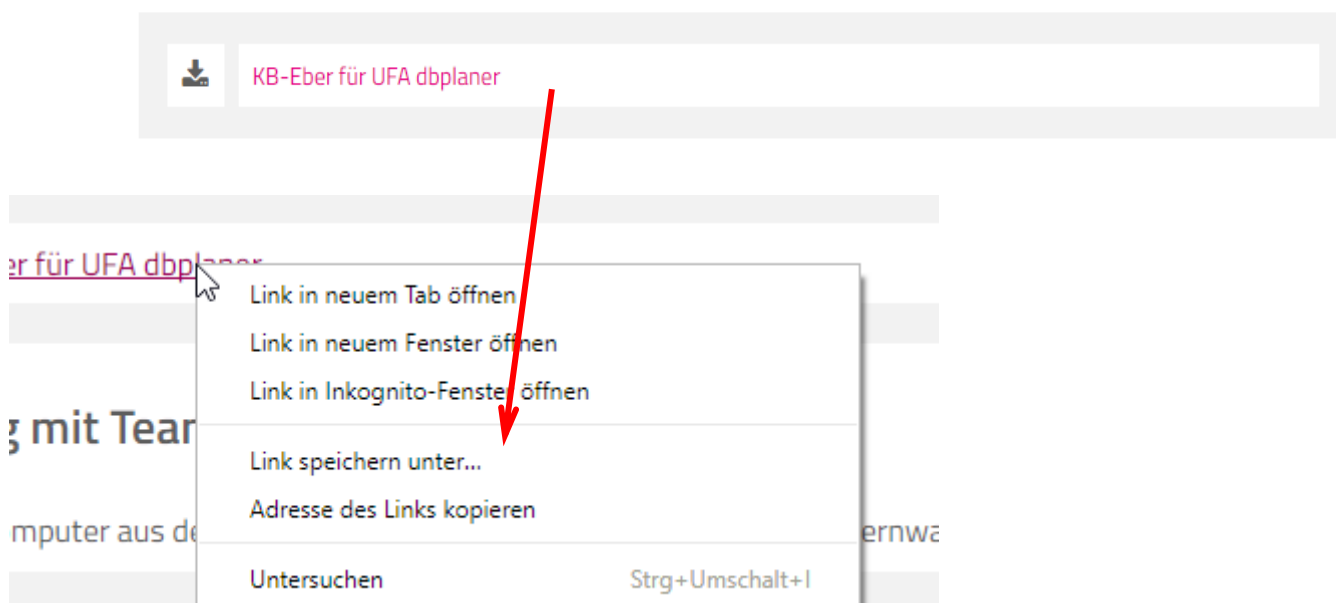 KB-Eber für UFA dbplaner
er für UFA dbplaner
Link in neuem Tab öffnen
Link in neuem Fenster öffnen
Link in Inkognito-Fenster öffnen
g mit Tear
Link speichern unter...
Adresse des Links kopieren
mputer aus de
ernwa
Untersuchen Strg+Umschalt+I